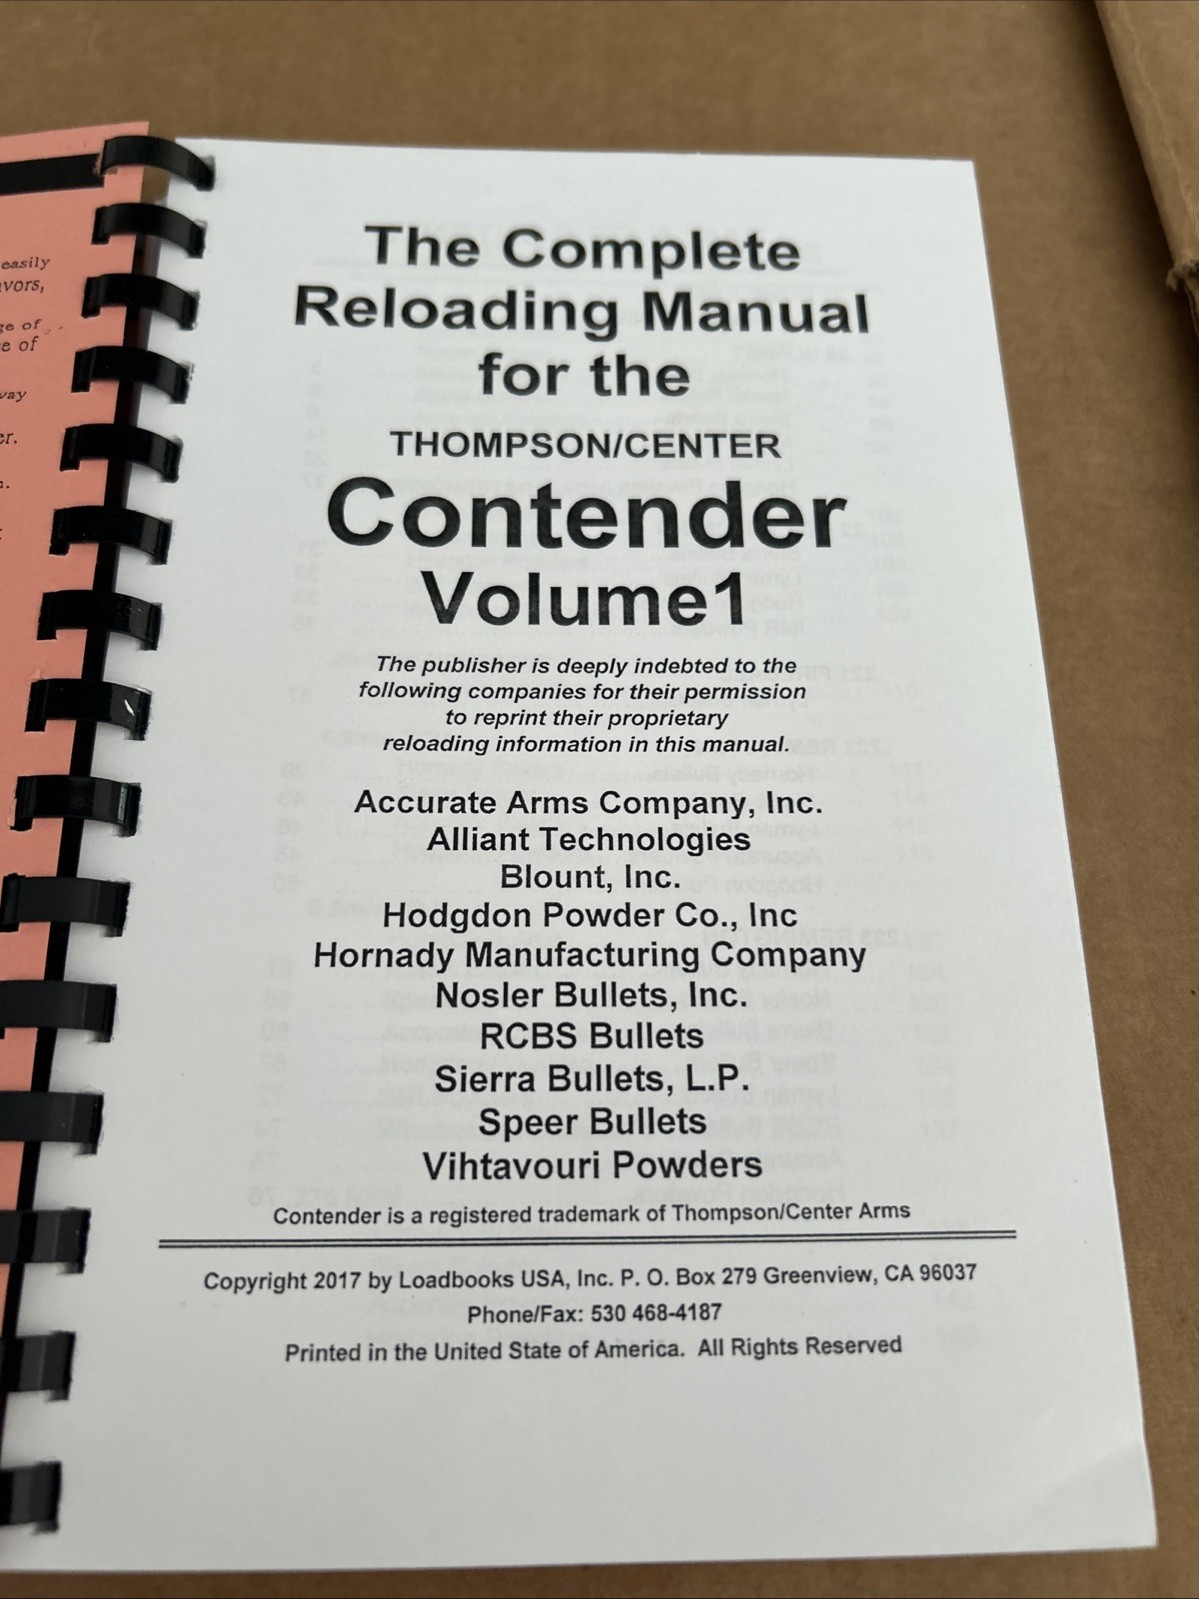 easily
vors,
ge of
e of
way
er.
The Complete
Reloading Manual
for the
THOMPSON/CENTER
Contender
Volume1
The publisher is deeply indebted to the
following companies for their permission
to reprint their proprietary
reloading information in this manual.
Accurate Arms Company, Inc.
Alliant Technologies
Blount, Inc.
Hodgdon Powder Co., Inc
Hornady Manufacturing Company
Nosler Bullets, Inc.
RCBS Bullets
Sierra Bullets, L.P.
Speer Bullets
Vihtavouri Powders
Contender is a registered trademark of Thompson/Center Arms
Copyright 2017 by Loadbooks USA, Inc. P. O. Box 279 Greenview, CA 96037
Phone/Fax: 530 468-4187
Printed in the United State of America. All Rights Reserved